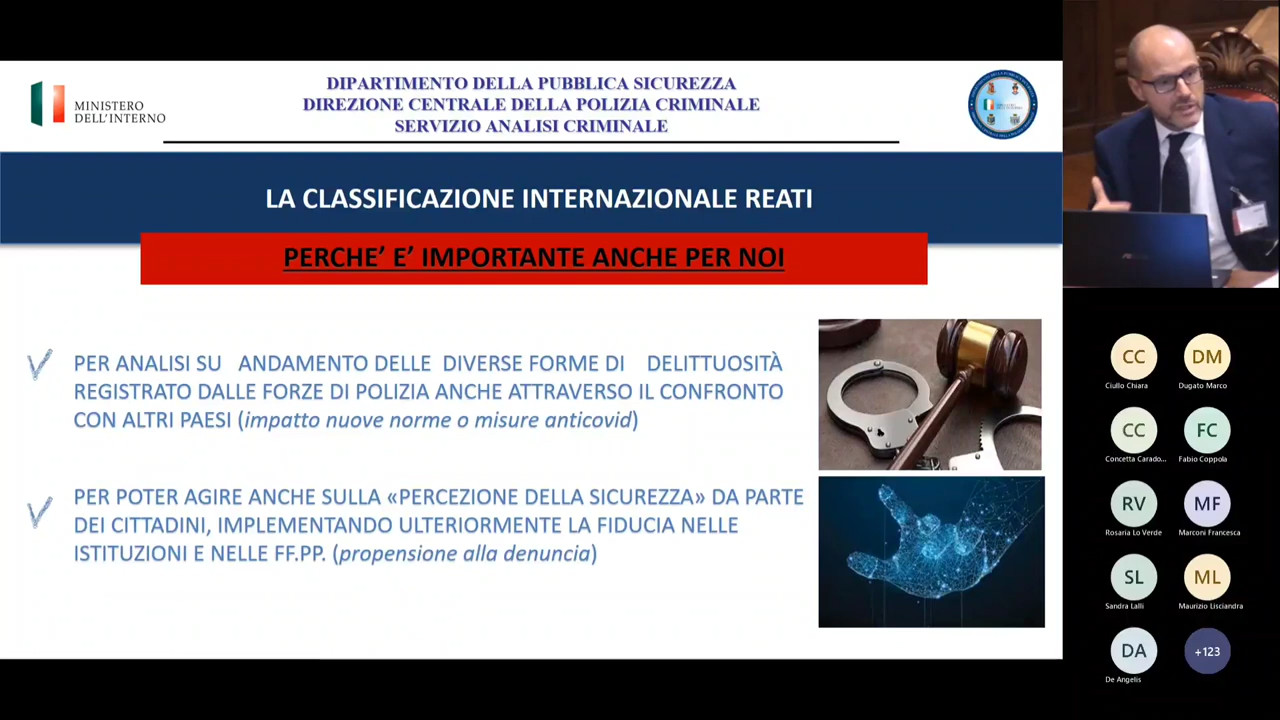 MINISTERO
DELL'INTERNO
DIPARTIMENTO DELLA PUBBLICA SICUREZZA
DIREZIONE CENTRALE DELLA POLIZIA CRIMINALE
SERVIZIO ANALISI CRIMINALE
LA CLASSIFICAZIONE INTERNAZIONALE REATI
PERCHE' E' IMPORTANTE ANCHE PER NOI
PER ANALISI SU ANDAMENTO DELLE DIVERSE FORME DI DELITTUOSITÀ
REGISTRATO DALLE FORZE DI POLIZIA ANCHE ATTRAVERSO IL CONFRONTO
CON ALTRI PAESI (impatto nuove norme o misure anticovid)
PER POTER AGIRE ANCHE SULLA «PERCEZIONE DELLA SICUREZZA» DA PARTE
DEI CITTADINI, IMPLEMENTANDO ULTERIORMENTE LA FIDUCIA NELLE
ISTITUZIONI E NELLE FF.PP. (propensione alla denuncia)
CC
DM
Ciullo Chiara
Dugato Marco
CC
FC
Concetta Carado...
Fabio Coppola
RV
MF
Rosaria Lo Verde
Marconi Francesca
SL
ML
Sandra Lalli
Maurizio Lisciandra
DA
+123
De Angelis